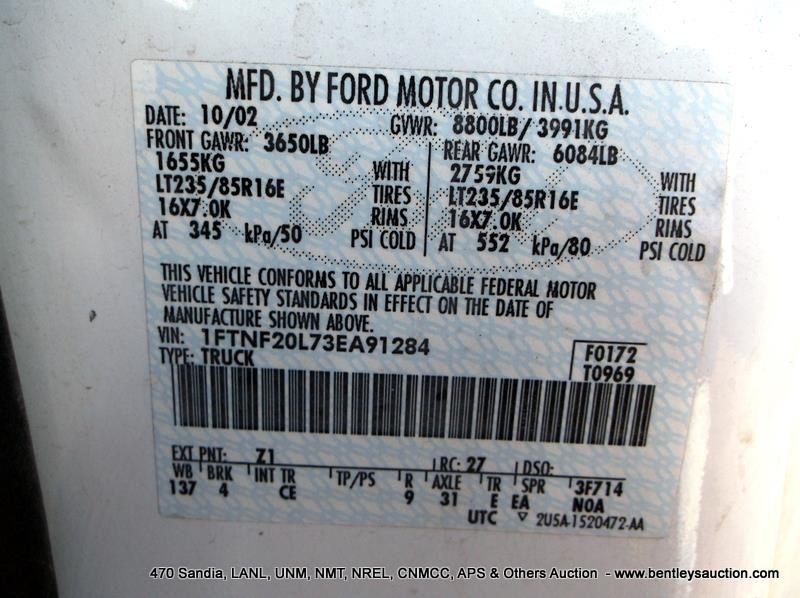 MFD. BY FORD MOTOR CO. IN.U.S.A.
DATE: 10/02 GVWR: 8800LB/ 3991KG
FRONT GAWR: 3650LB REAR GAWR: 6084LB
1655KG WITH 2759KG WITH
LT235/85R16E TIRES LT235/85R16E TIRES
16X7.0K RIMS 16X7.0K RIMS
AT 345 kPa/50 PSI COLD AT 552 kPa/80 PSI COLD
THIS VEHICLE CONFORMS TO ALL APPLICABLE FEDERAL MOTOR
VEHICLE SAFETY STANDARDS IN EFFECT ON THE DATE OF
MANUFACTURE SHOWN ABOVE.
VIN: 1FTNF20L73EA91284 F0172
TYPE: TRUCK T0969
EXT PNT: Z1 RC: 27 DSO:
WB BRK INT TR TP/PS R AXLE TR SPR 3F714
137 4 CE 9 31 E EA NOA
UTC ▽ 2U5A-1520472-AA
470 Sandia, LANL, UNM, NMT, NREL, CNMCC, APS & Others Auction - www.bentleysauction.com